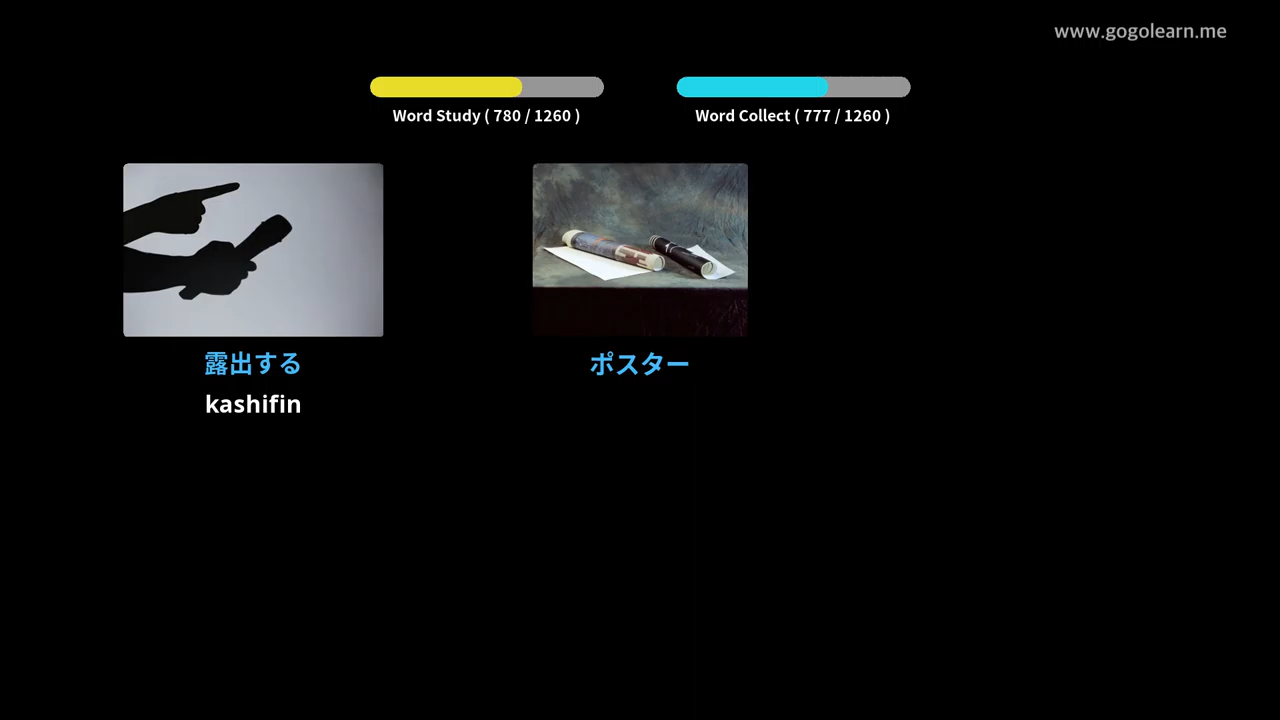 www.gogolearn.me
Word Study ( 780 / 1260 )
Word Collect ( 777 / 1260 )
露出する
ポスター
kashifin